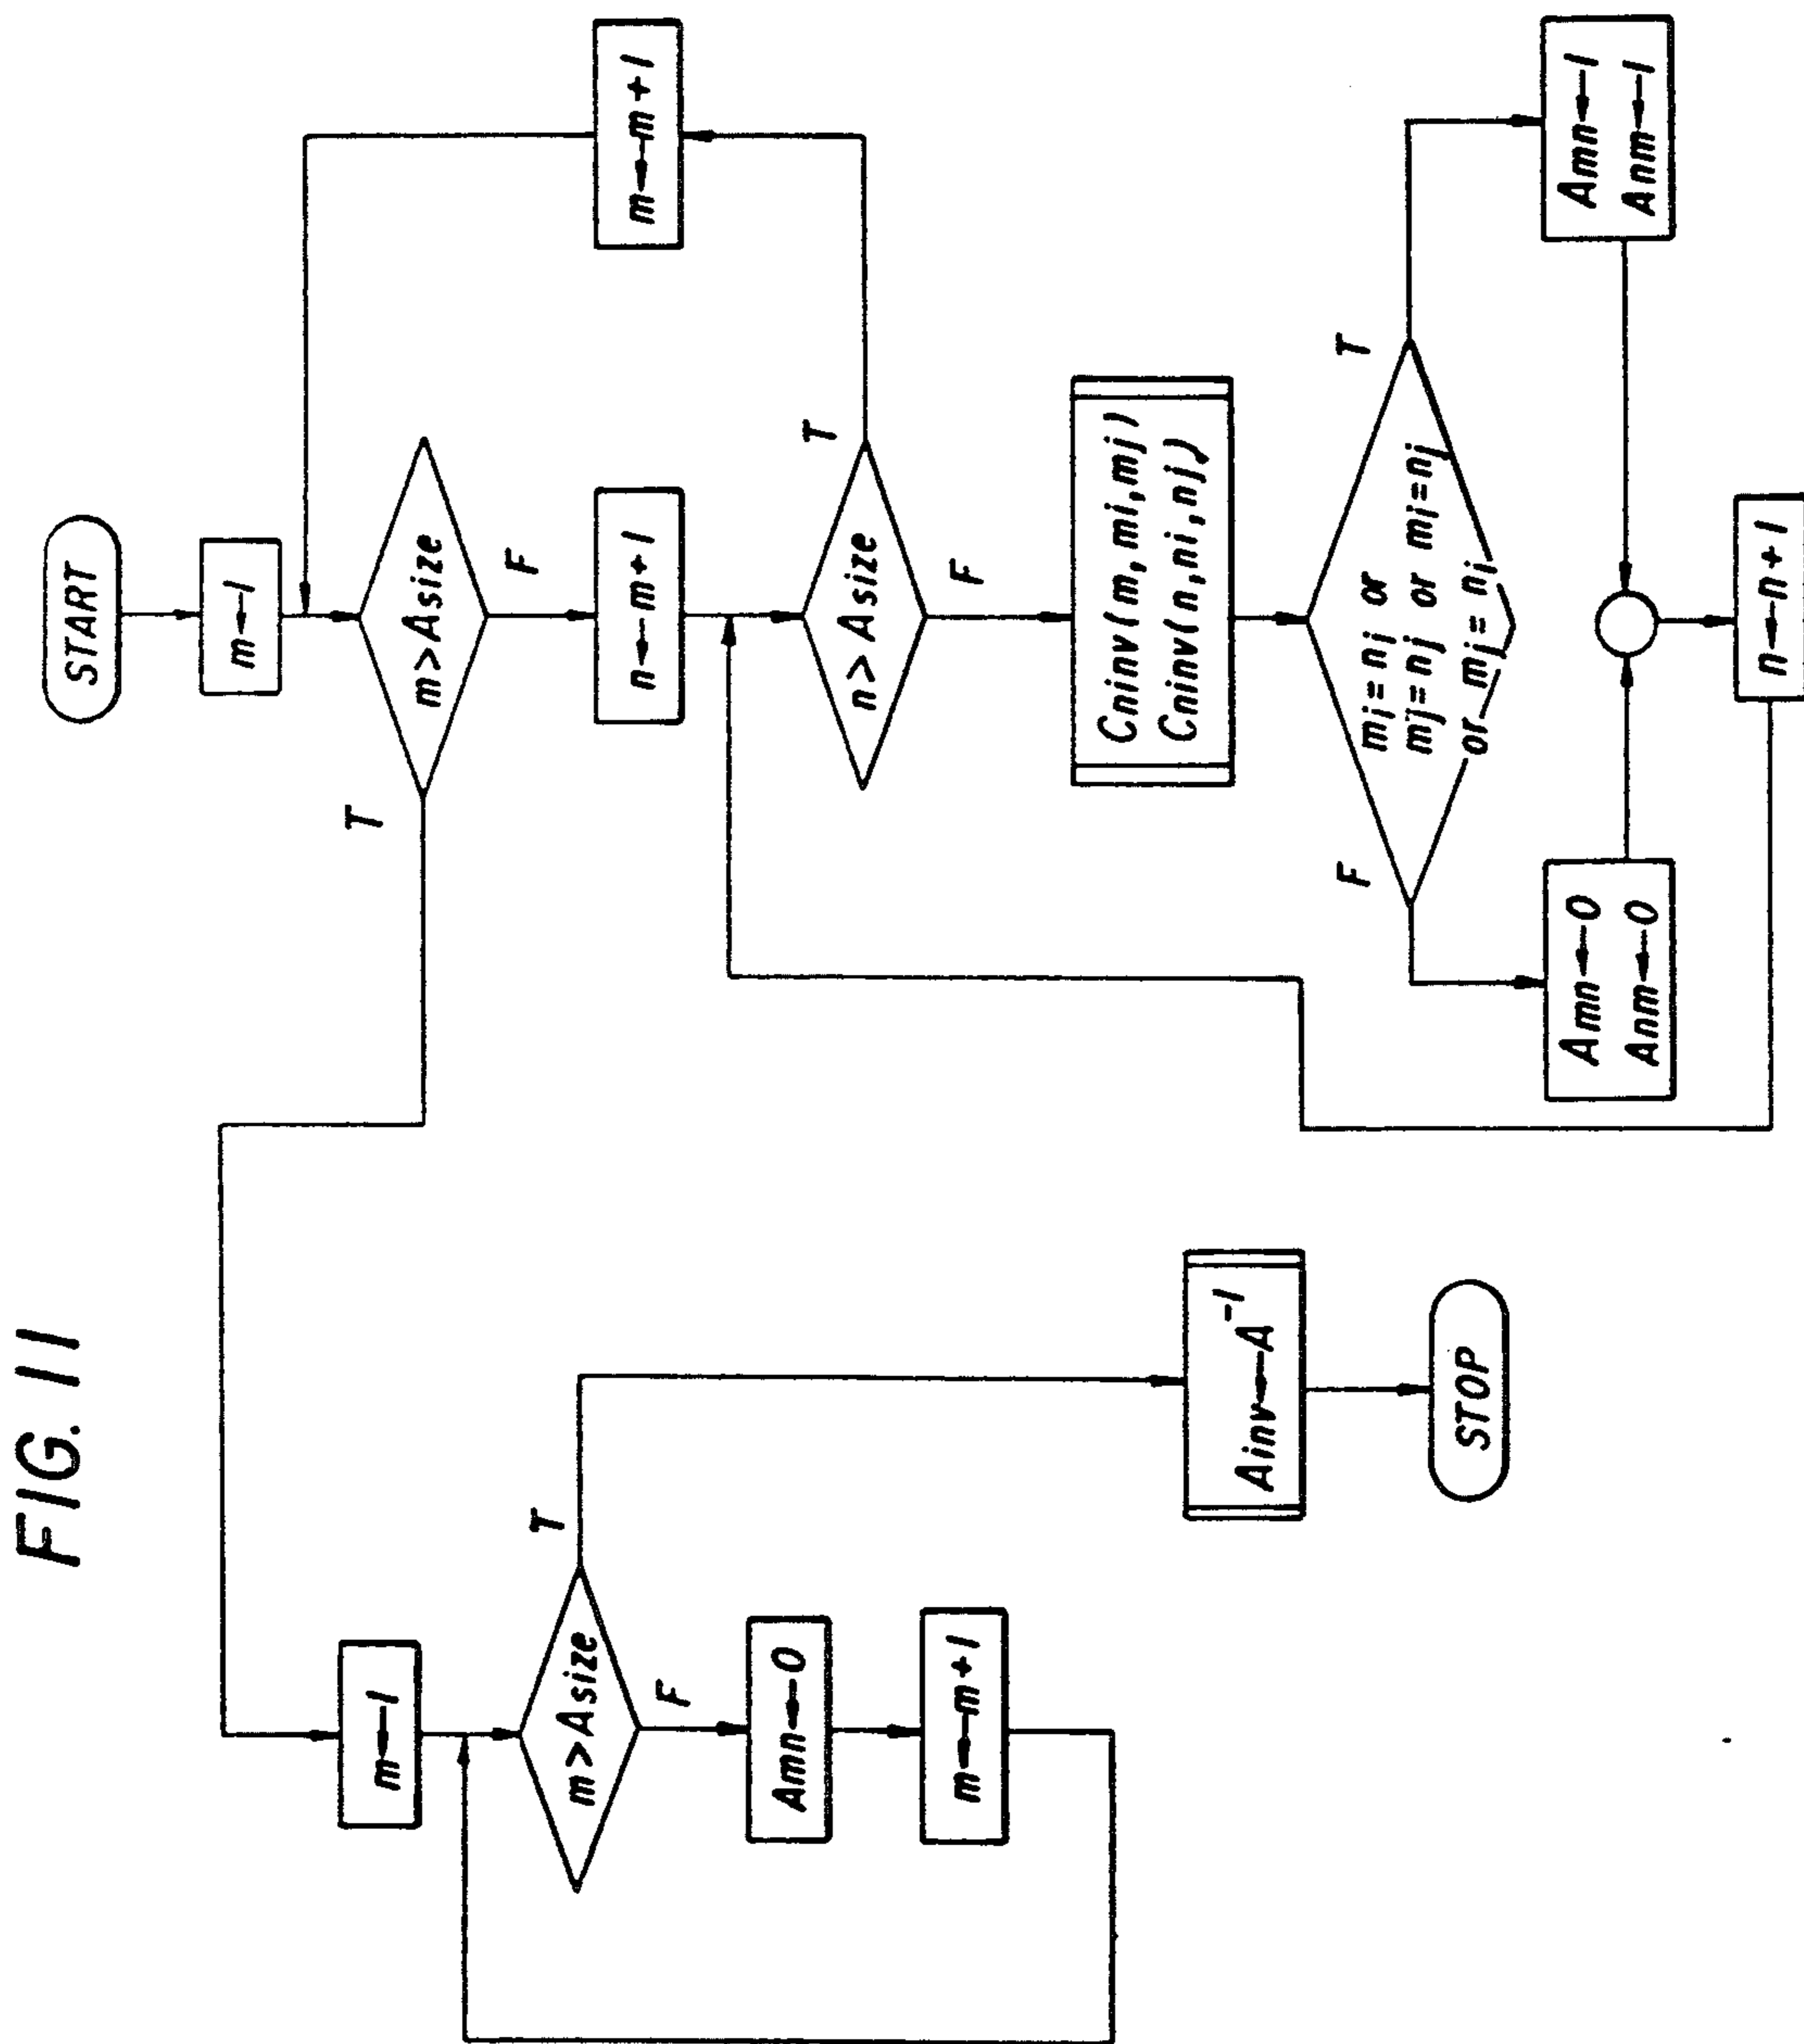 FIG. 11
START
m←1
m>Asize
T
F
n←m+1
n>Asize
T
F
m←m+1
Cninv(m,mi,mj)
Cninv(n,ni,nj)
mi=nj or
mj=nj or mi=nj
or mj=ni
T
F
Amn←1
Anm←1
Amn←0
Anm←0
n←n+1
m←1
m>Asize
T
F
Amn←0
m←m+1
Ainv←A⁻¹
STOP